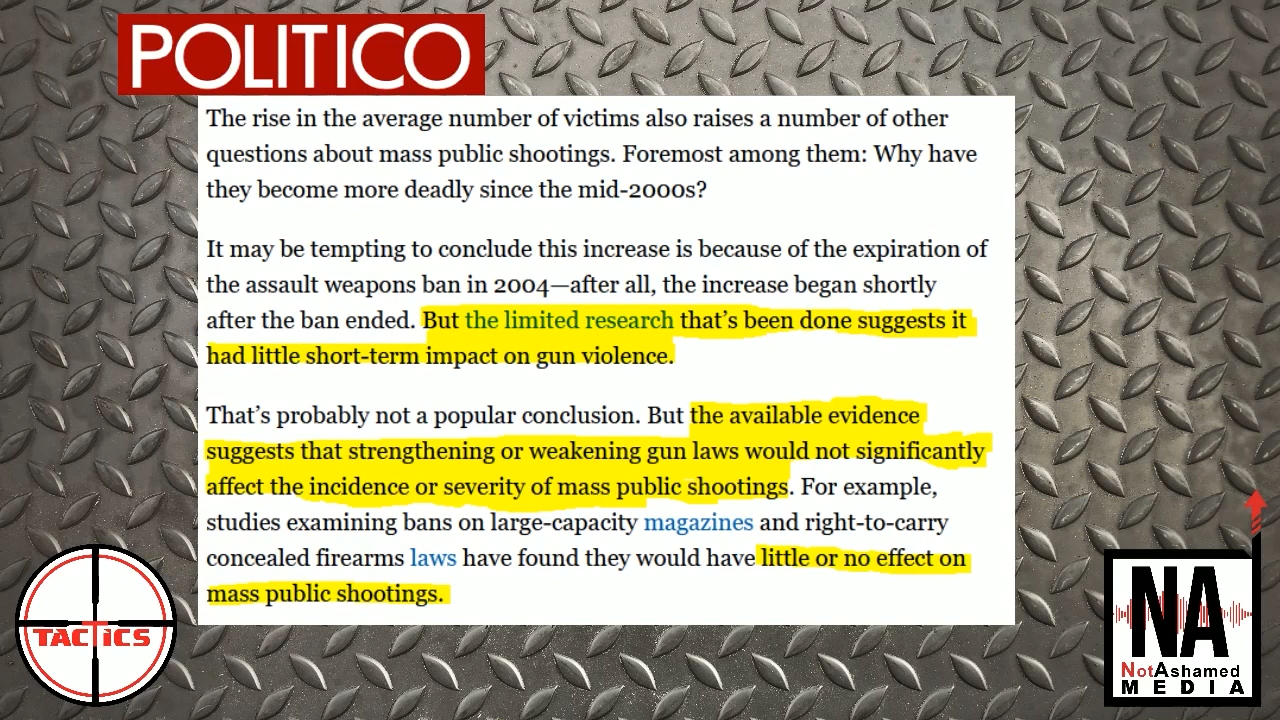 POLITICO
The rise in the average number of victims also raises a number of other
questions about mass public shootings. Foremost among them: Why have
they become more deadly since the mid-2000s?
It may be tempting to conclude this increase is because of the expiration of
the assault weapons ban in 2004—after all, the increase began shortly
after the ban ended. But the limited research that's been done suggests it
had little short-term impact on gun violence.
That's probably not a popular conclusion. But the available evidence
suggests that strengthening or weakening gun laws would not significantly
affect the incidence or severity of mass public shootings. For example,
studies examining bans on large-capacity magazines and right-to-carry
concealed firearms laws have found they would have little or no effect on
mass public shootings.
TACTICS
NA
NotAshamed
MEDIA